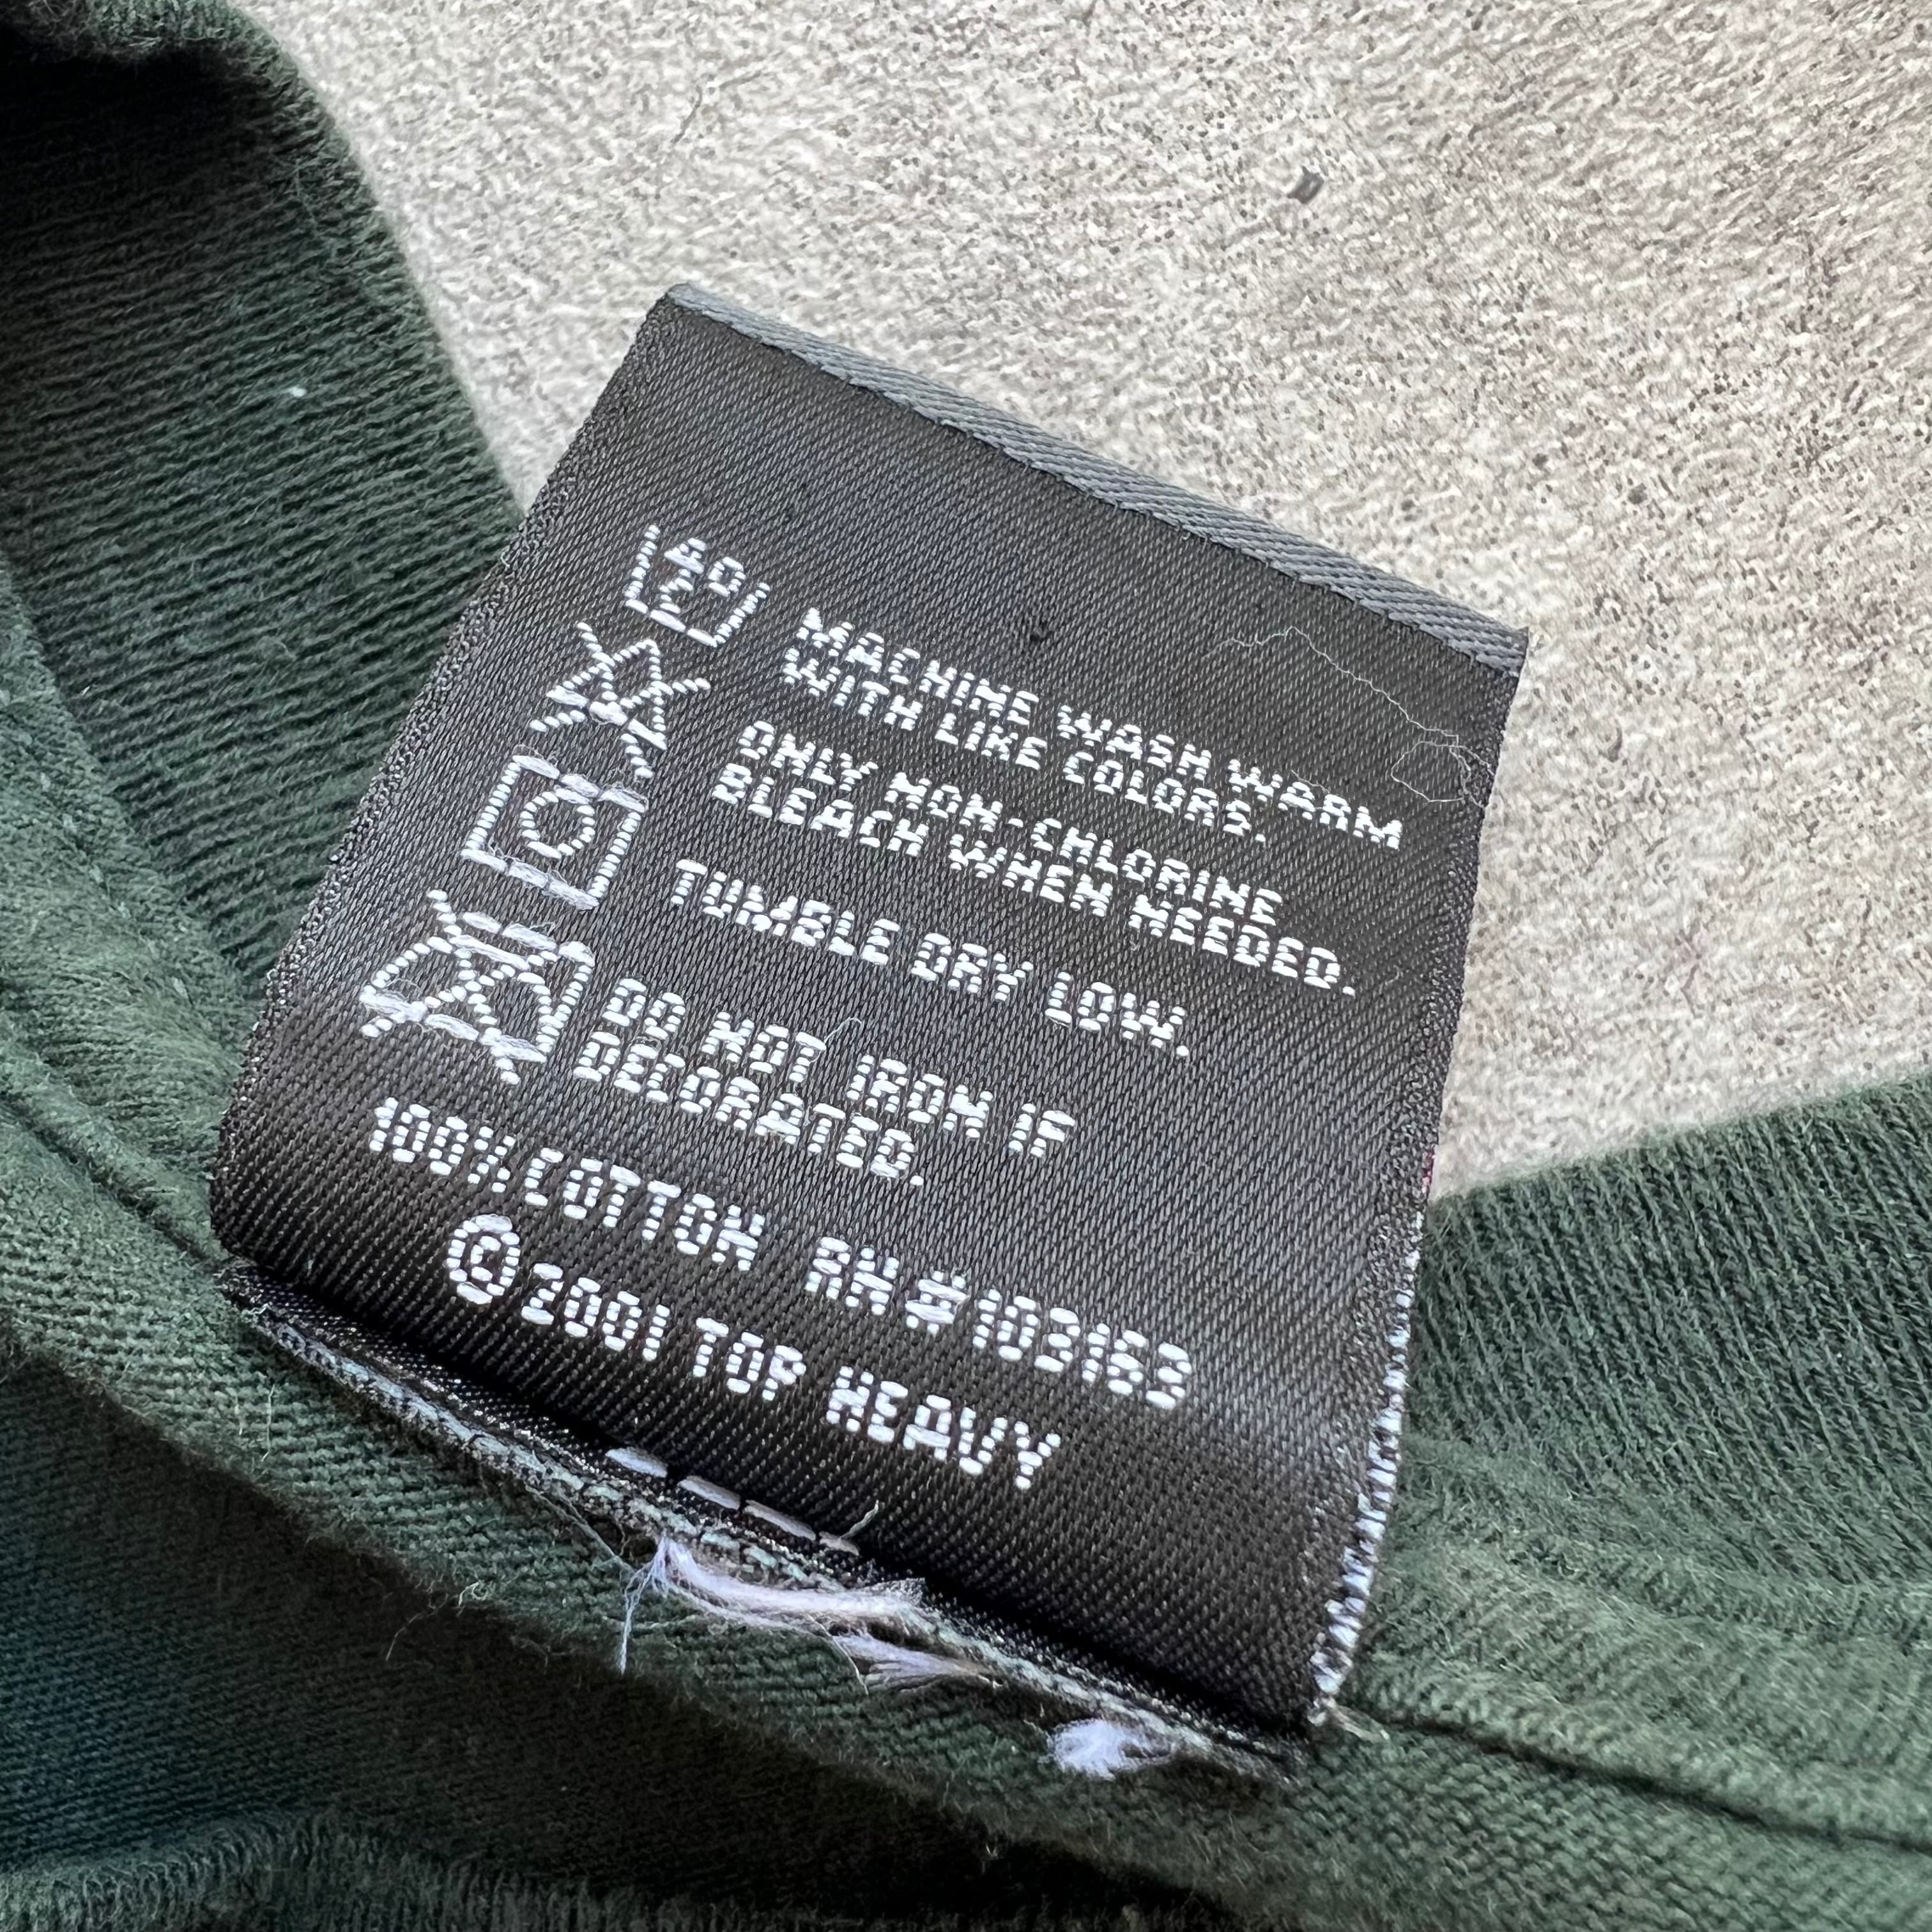 40
MACHINE WASH WARM
WITH LIKE COLORS.
ONLY NON-CHLORINE
BLEACH WHEN NEEDED.
TUMBLE DRY LOW.
DO NOT IRON IF
DECORATED.
100% COTTON RN#103163
©2001 TOP HEAVY